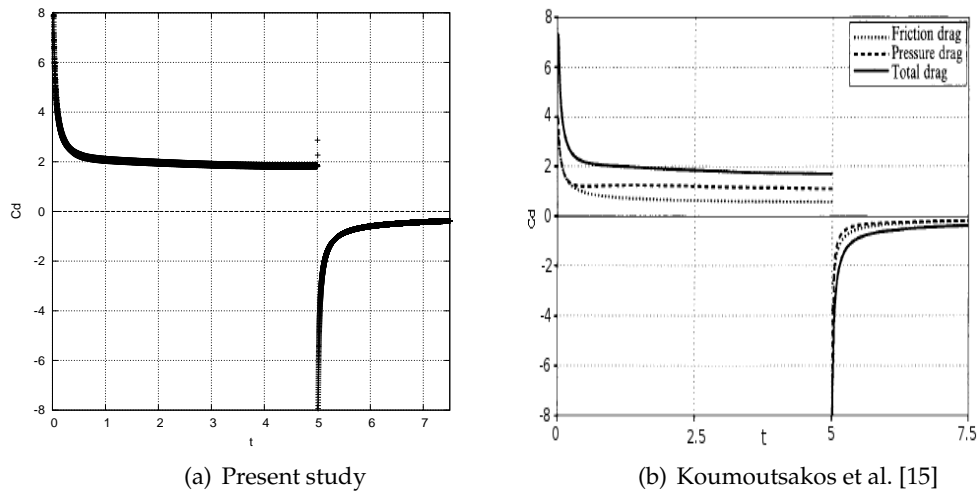 8
6
4
2
0
-2
-4
-6
-8
Cd
0 1 2 3 4 5 6 7
t
(a) Present study
8
6
4
2
0
-2
-4
-6
-8
Cd
Friction drag
Pressure drag
Total drag
0 2.5 t 5 7.5
(b) Koumoutsakos et al. [15]